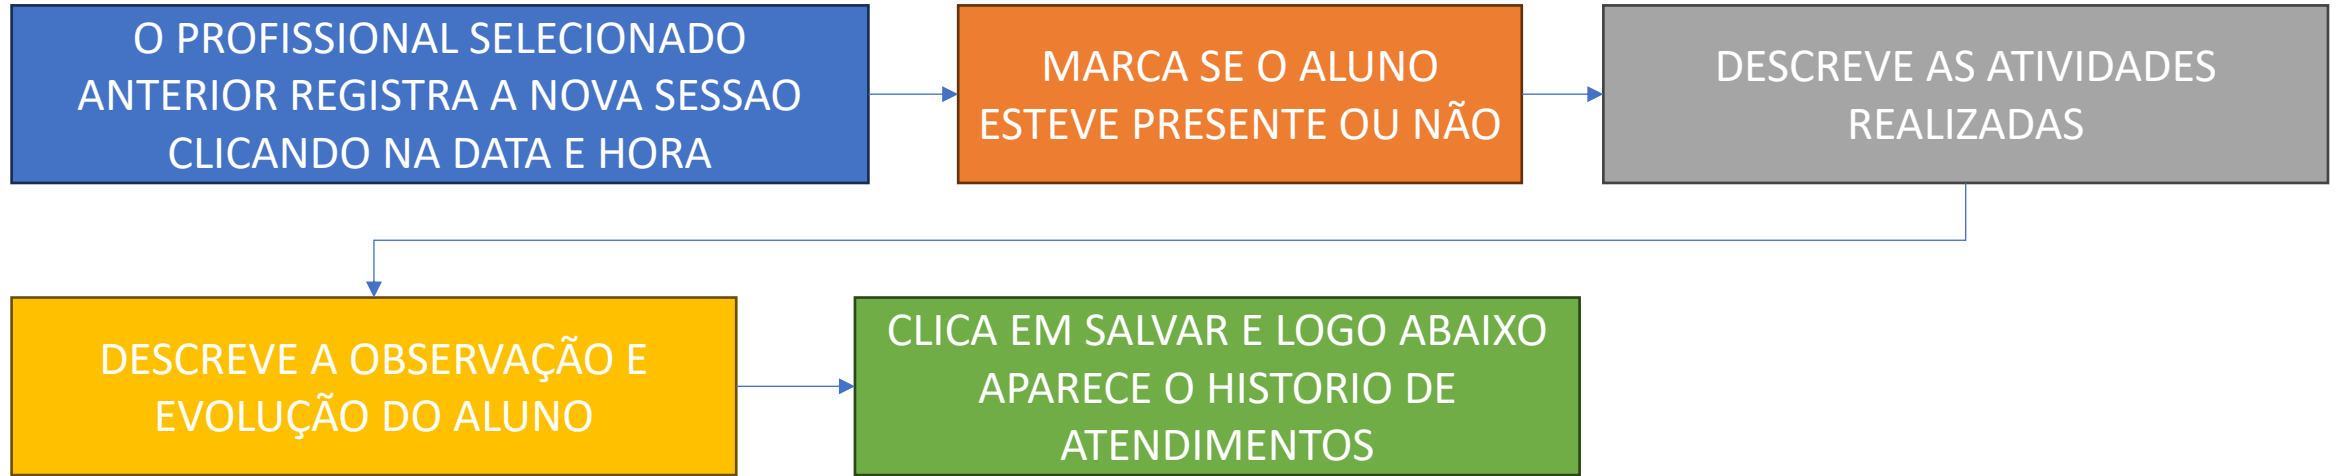 O PROFISSIONAL SELECIONADO
ANTERIOR REGISTRA A NOVA SESSAO
CLICANDO NA DATA E HORA
MARCA SE O ALUNO
ESTEVE PRESENTE OU NÃO
DESCREVE AS ATIVIDADES
REALIZADAS
DESCREVE A OBSERVAÇÃO E
EVOLUÇÃO DO ALUNO
CLICA EM SALVAR E LOGO ABAIXO
APARECE O HISTORIO DE
ATENDIMENTOS